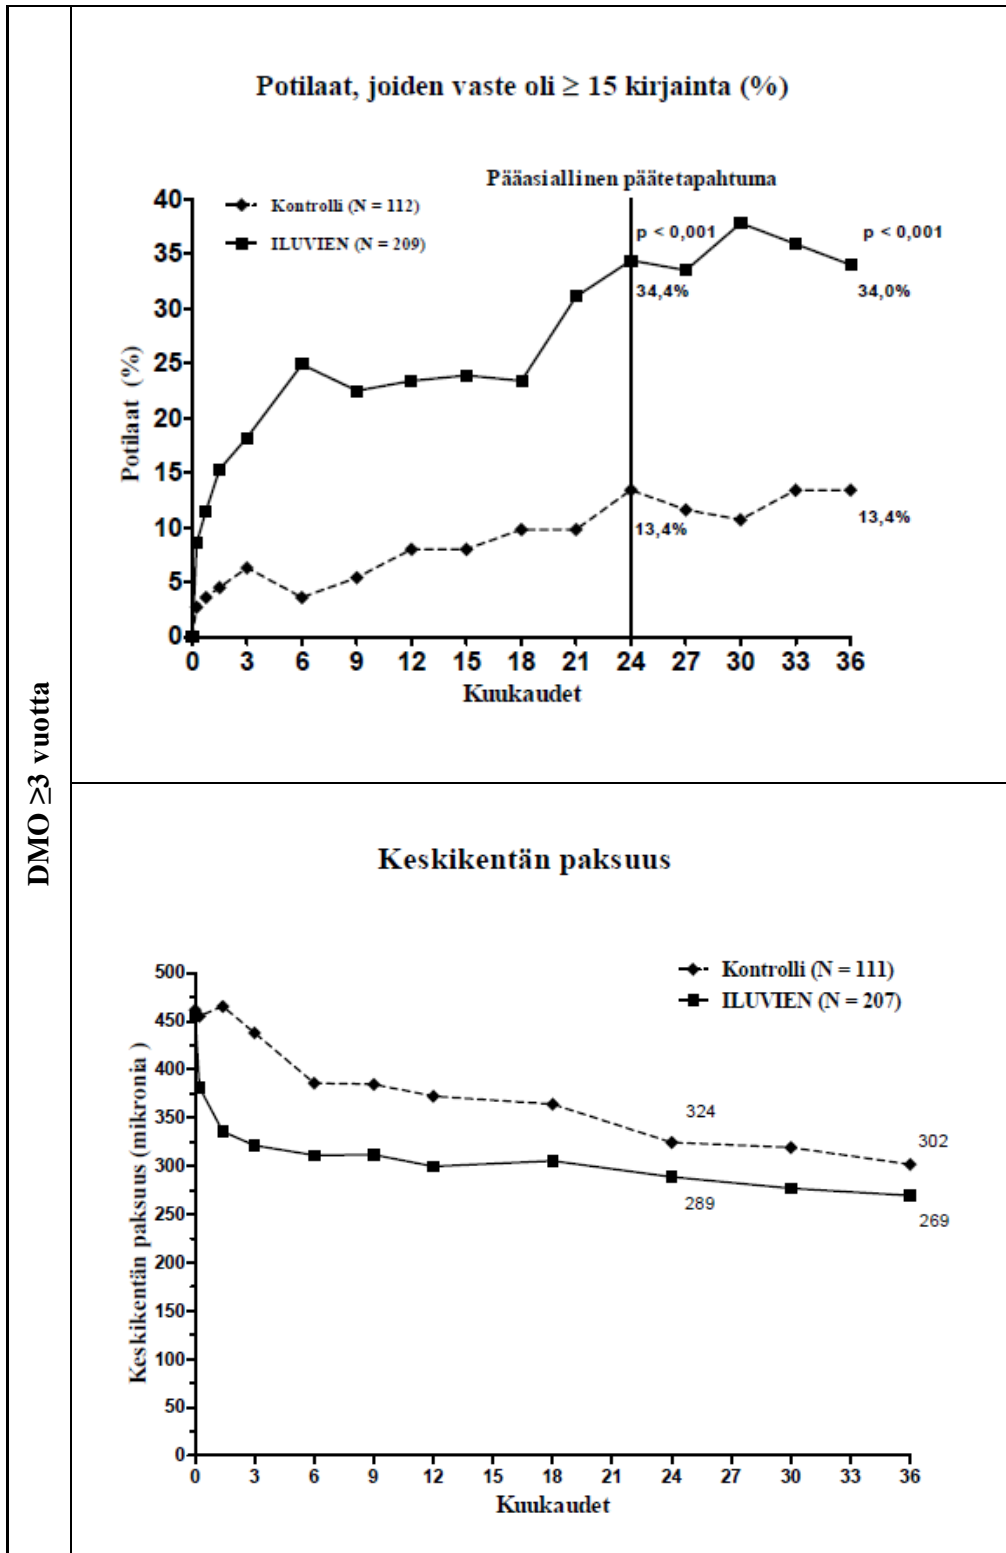 DMO ≥3 vuotta
Potilaat, joiden vaste oli ≥ 15 kirjainta (%)
Pääasiallinen päätetapahtuma
Kontrolli (N = 112)
ILUVIEN (N = 209)
p < 0,001
p < 0,001
34,4%
34,0%
13,4%
13,4%
Potilaat (%)
40
35
30
25
20
15
10
5
0
0 3 6 9 12 15 18 21 24 27 30 33 36
Kuukaudet
Keskikentän paksuus
Kontrolli (N = 111)
ILUVIEN (N = 207)
324
302
289
269
Keskikentän paksuus (mikronia )
500
450
400
350
300
250
200
150
100
50
0
0 3 6 9 12 15 18 21 24 27 30 33 36
Kuukaudet